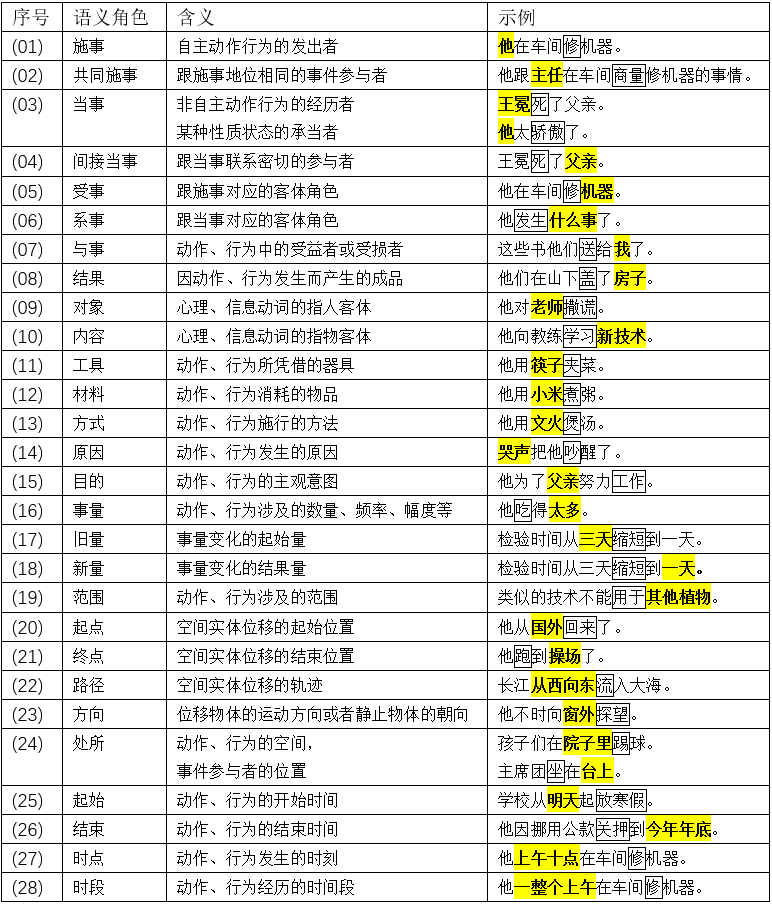 序号 语义角色 含义 示例
(01) 施事 自主动作行为的发出者 他在车间修机器。
(02) 共同施事 跟施事地位相同的事件参与者 他跟主任在车间商量修机器的事情。
(03) 当事 非自主动作行为的经历者 王冕死了父亲。
某种性质状态的承当者 他太骄傲了。
(04) 间接当事 跟当事联系密切的参与者 王冕死了父亲。
(05) 受事 跟施事对应的客体角色 他在车间修机器。
(06) 系事 跟当事对应的客体角色 他发生什么事了。
(07) 与事 动作、行为中的受益者或受损者 这些书他们送给我了。
(08) 结果 因动作、行为发生而产生的成品 他们在山下盖了房子。
(09) 对象 心理、信息动词的指人客体 他对老师撒谎。
(10) 内容 心理、信息动词的指物客体 他向教练学习新技术。
(11) 工具 动作、行为所凭借的器具 他用筷子夹菜。
(12) 材料 动作、行为消耗的物品 他用小米煮粥。
(13) 方式 动作、行为施行的方法 他用文火煲汤。
(14) 原因 动作、行为发生的原因 哭声把他吵醒了。
(15) 目的 动作、行为的主观意图 他为了父亲努力工作。
(16) 事量 动作、行为涉及的数量、频率、幅度等 他吃得太多。
(17) 旧量 事量变化的起始量 检验时间从三天缩短到一天。
(18) 新量 事量变化的结果量 检验时间从三天缩短到一天。
(19) 范围 动作、行为涉及的范围 类似的技术不能用于其他植物。
(20) 起点 空间实体位移的起始位置 他从国外回来了。
(21) 终点 空间实体位移的结束位置 他跑到操场了。
(22) 路径 空间实体位移的轨迹 长江从西向东流入大海。
(23) 方向 位移物体的运动方向或者静止物体的朝向 他不时向窗外探望。
(24) 处所 动作、行为的空间， 孩子们在院子里踢球。
事件参与者的位置 主席团坐在台上。
(25) 起始 动作、行为的开始时间 学校从明天起放寒假。
(26) 结束 动作、行为的结束时间 他因挪用公款关押到今年年底。
(27) 时点 动作、行为发生的时刻 他上午十点在车间修机器。
(28) 时段 动作、行为经历的时间段 他一整个上午在车间修机器。